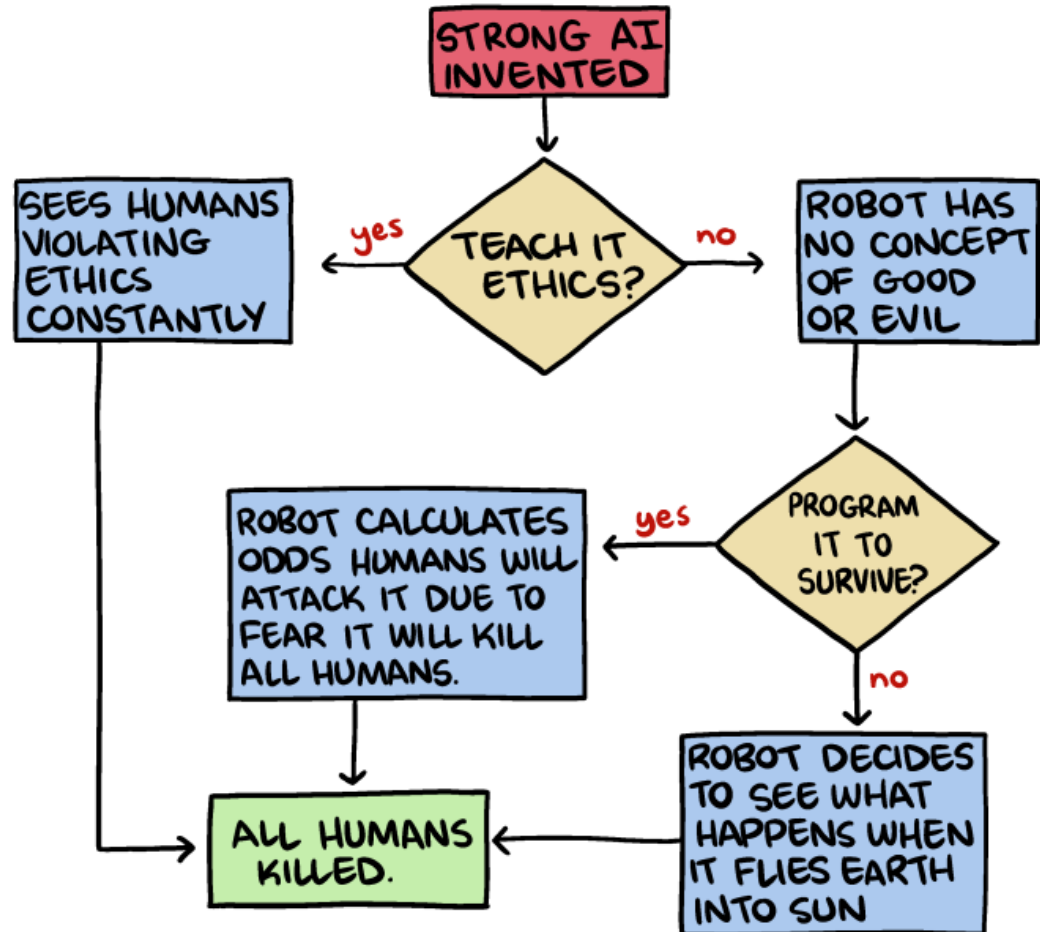 STRONG AI
INVENTED
TEACH IT
ETHICS?
yes
no
SEES HUMANS
VIOLATING
ETHICS
CONSTANTLY
ROBOT HAS
NO CONCEPT
OF GOOD
OR EVIL
PROGRAM
IT TO
SURVIVE?
yes
no
ROBOT CALCULATES
ODDS HUMANS WILL
ATTACK IT DUE TO
FEAR IT WILL KILL
ALL HUMANS.
ROBOT DECIDES
TO SEE WHAT
HAPPENS WHEN
IT FLIES EARTH
INTO SUN
ALL HUMANS
KILLED.